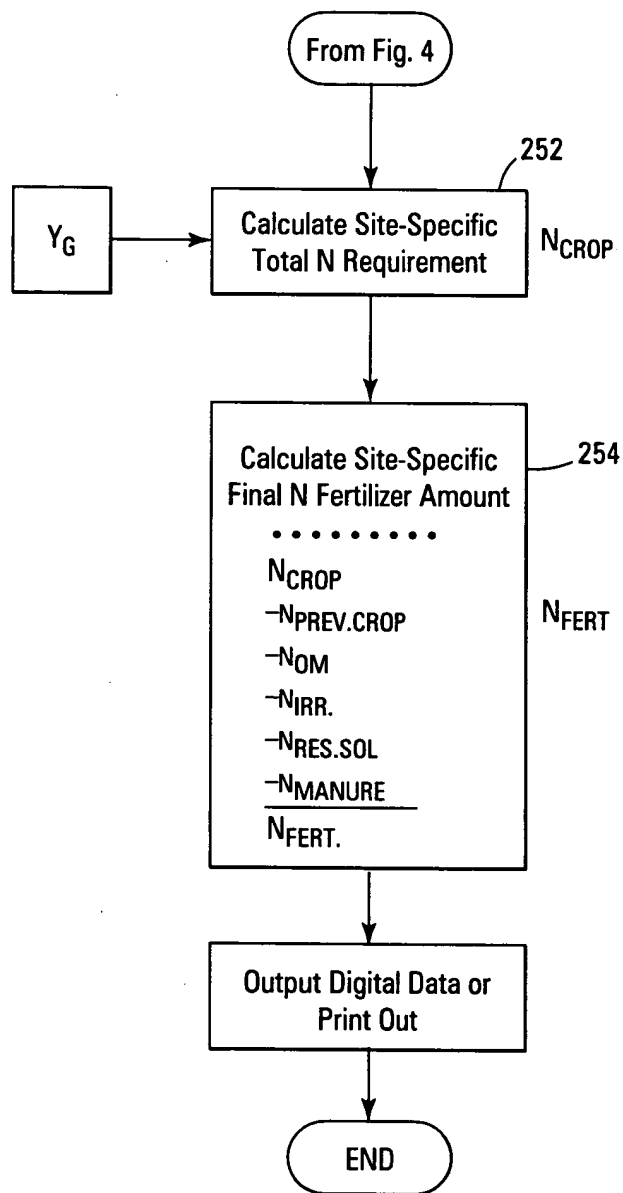 From Fig. 4
252
Y_G
Calculate Site-Specific
Total N Requirement
N_CROP
254
Calculate Site-Specific
Final N Fertilizer Amount
• • • • • • • • •
N_CROP
–N_PREV.CROP
–N_OM
–N_IRR.
–N_RES.SOL
–N_MANURE
N_FERT.
N_FERT
Output Digital Data or
Print Out
END